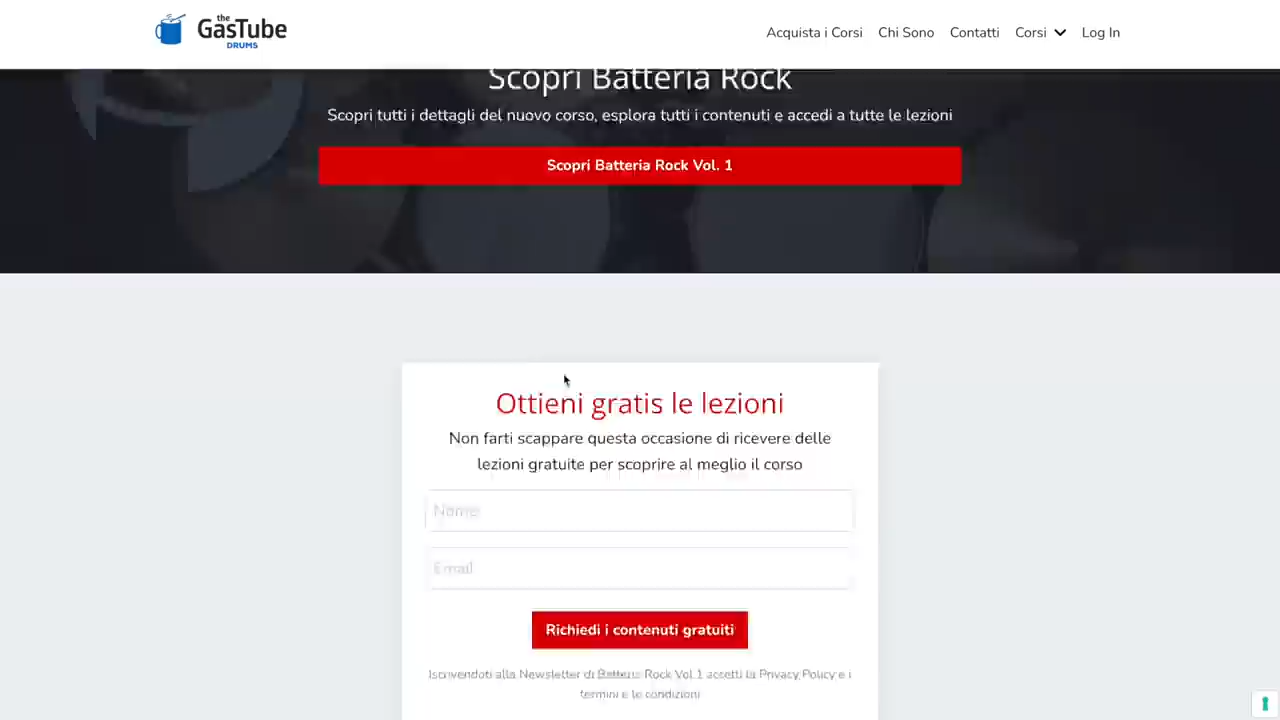 the
GasTube
DRUMS
Acquista i Corsi
Chi Sono
Contatti
Corsi
Log In
Scopri Batteria Rock
Scopri tutti i dettagli del nuovo corso, esplora tutti i contenuti e accedi a tutte le lezioni
Scopri Batteria Rock Vol. 1
Ottieni gratis le lezioni
Non farti scappare questa occasione di ricevere delle
lezioni gratuite per scoprire al meglio il corso
Nome
Email
Richiedi i contenuti gratuiti
Iscrivendoti alla Newsletter di Batteria Rock Vol.1 accetti la Privacy Policy e i
termini e le condizioni